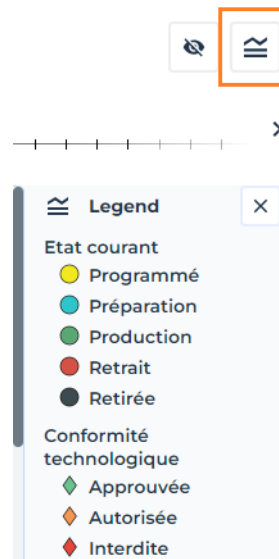 Legend
Etat courant
Programmé
Préparation
Production
Retrait
Retirée
Conformité
technologique
Approuvée
Autorisée
Interdite